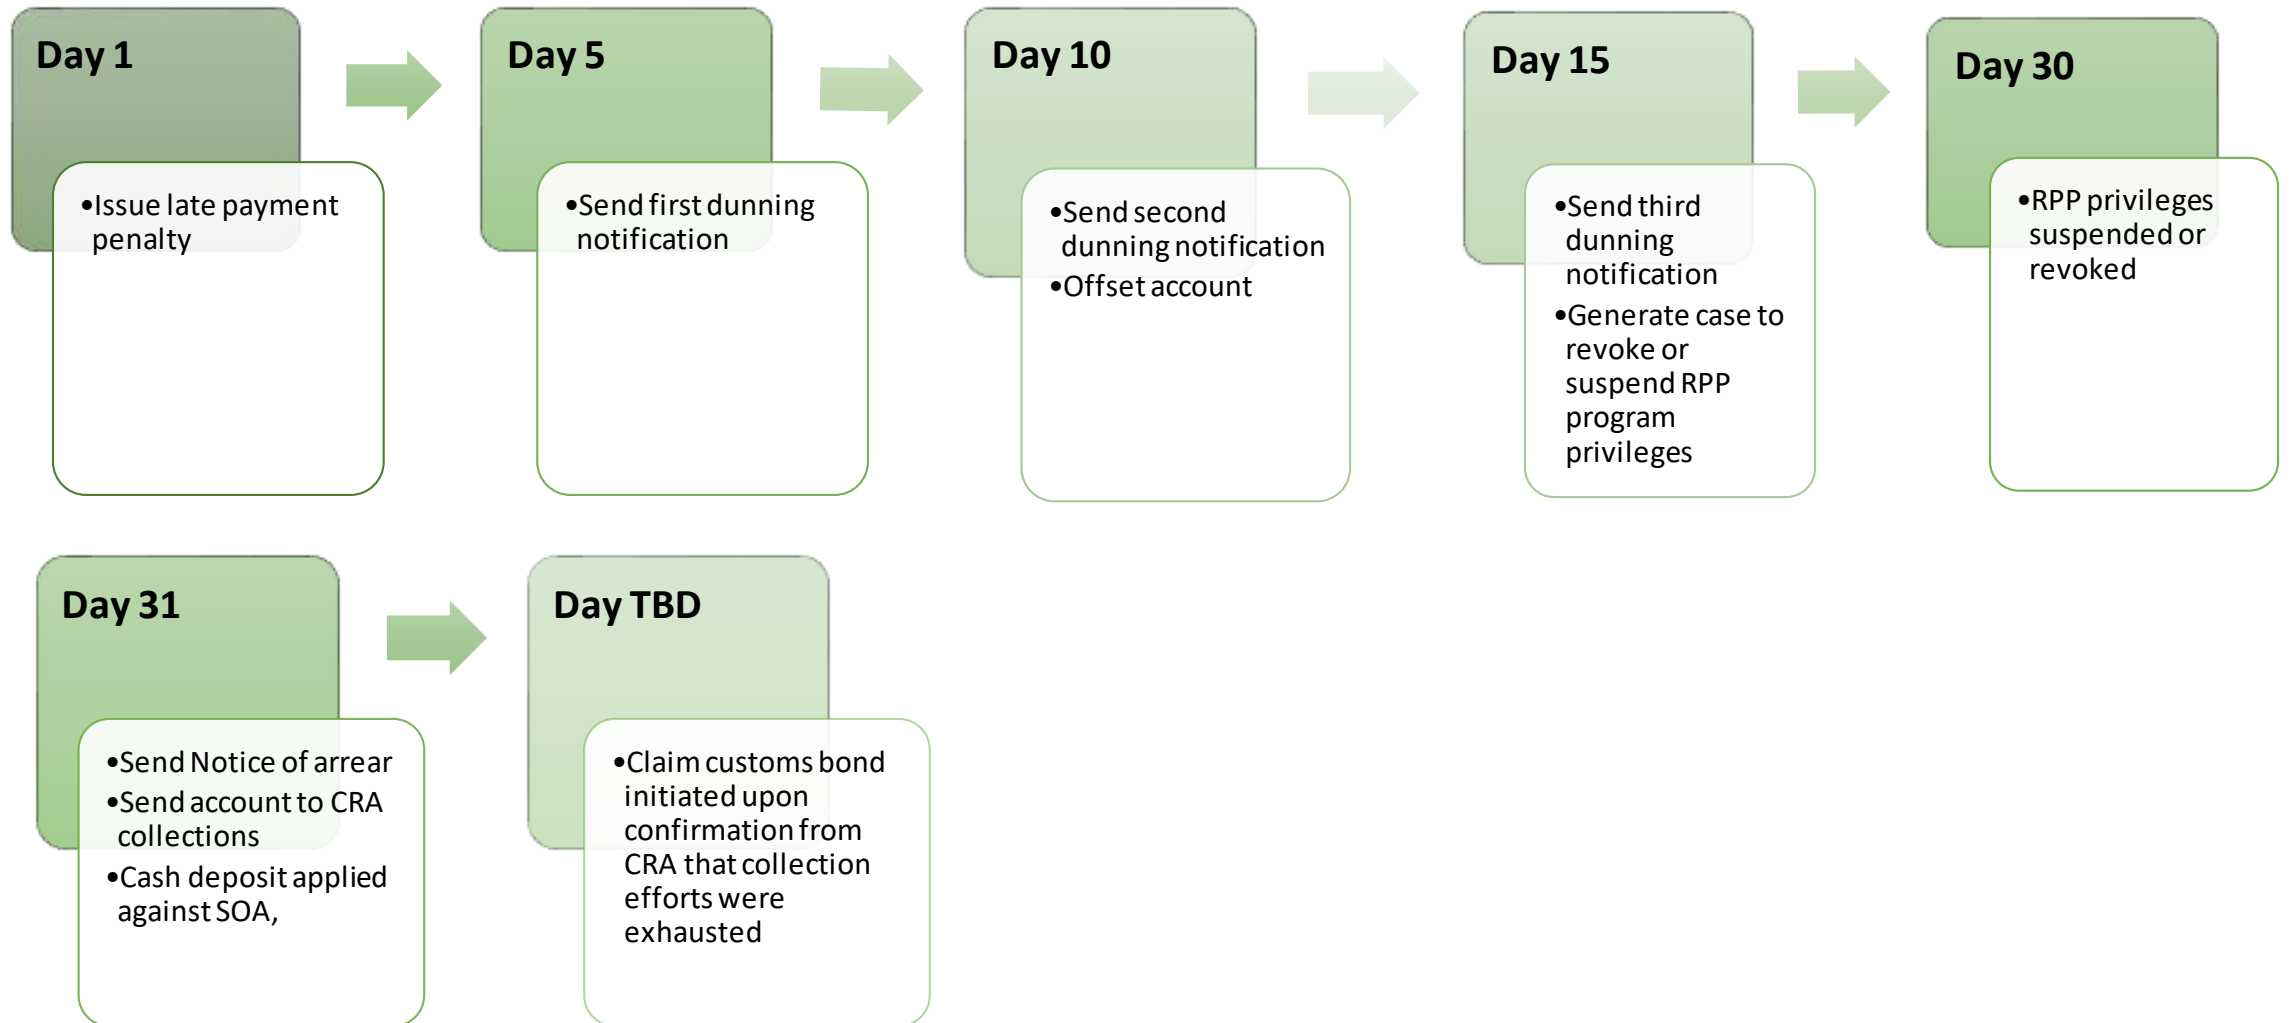 Day 1
•Issue late payment
penalty
Day 5
•Send first dunning
notification
Day 10
•Send second
dunning notification
•Offset account
Day 15
•Send third
dunning
notification
•Generate case to
revoke or
suspend RPP
program
privileges
Day 30
•RPP privileges
suspended or
revoked
Day 31
•Send Notice of arrear
•Send account to CRA
collections
•Cash deposit applied
against SOA,
Day TBD
•Claim customs bond
initiated upon
confirmation from
CRA that collection
efforts were
exhausted